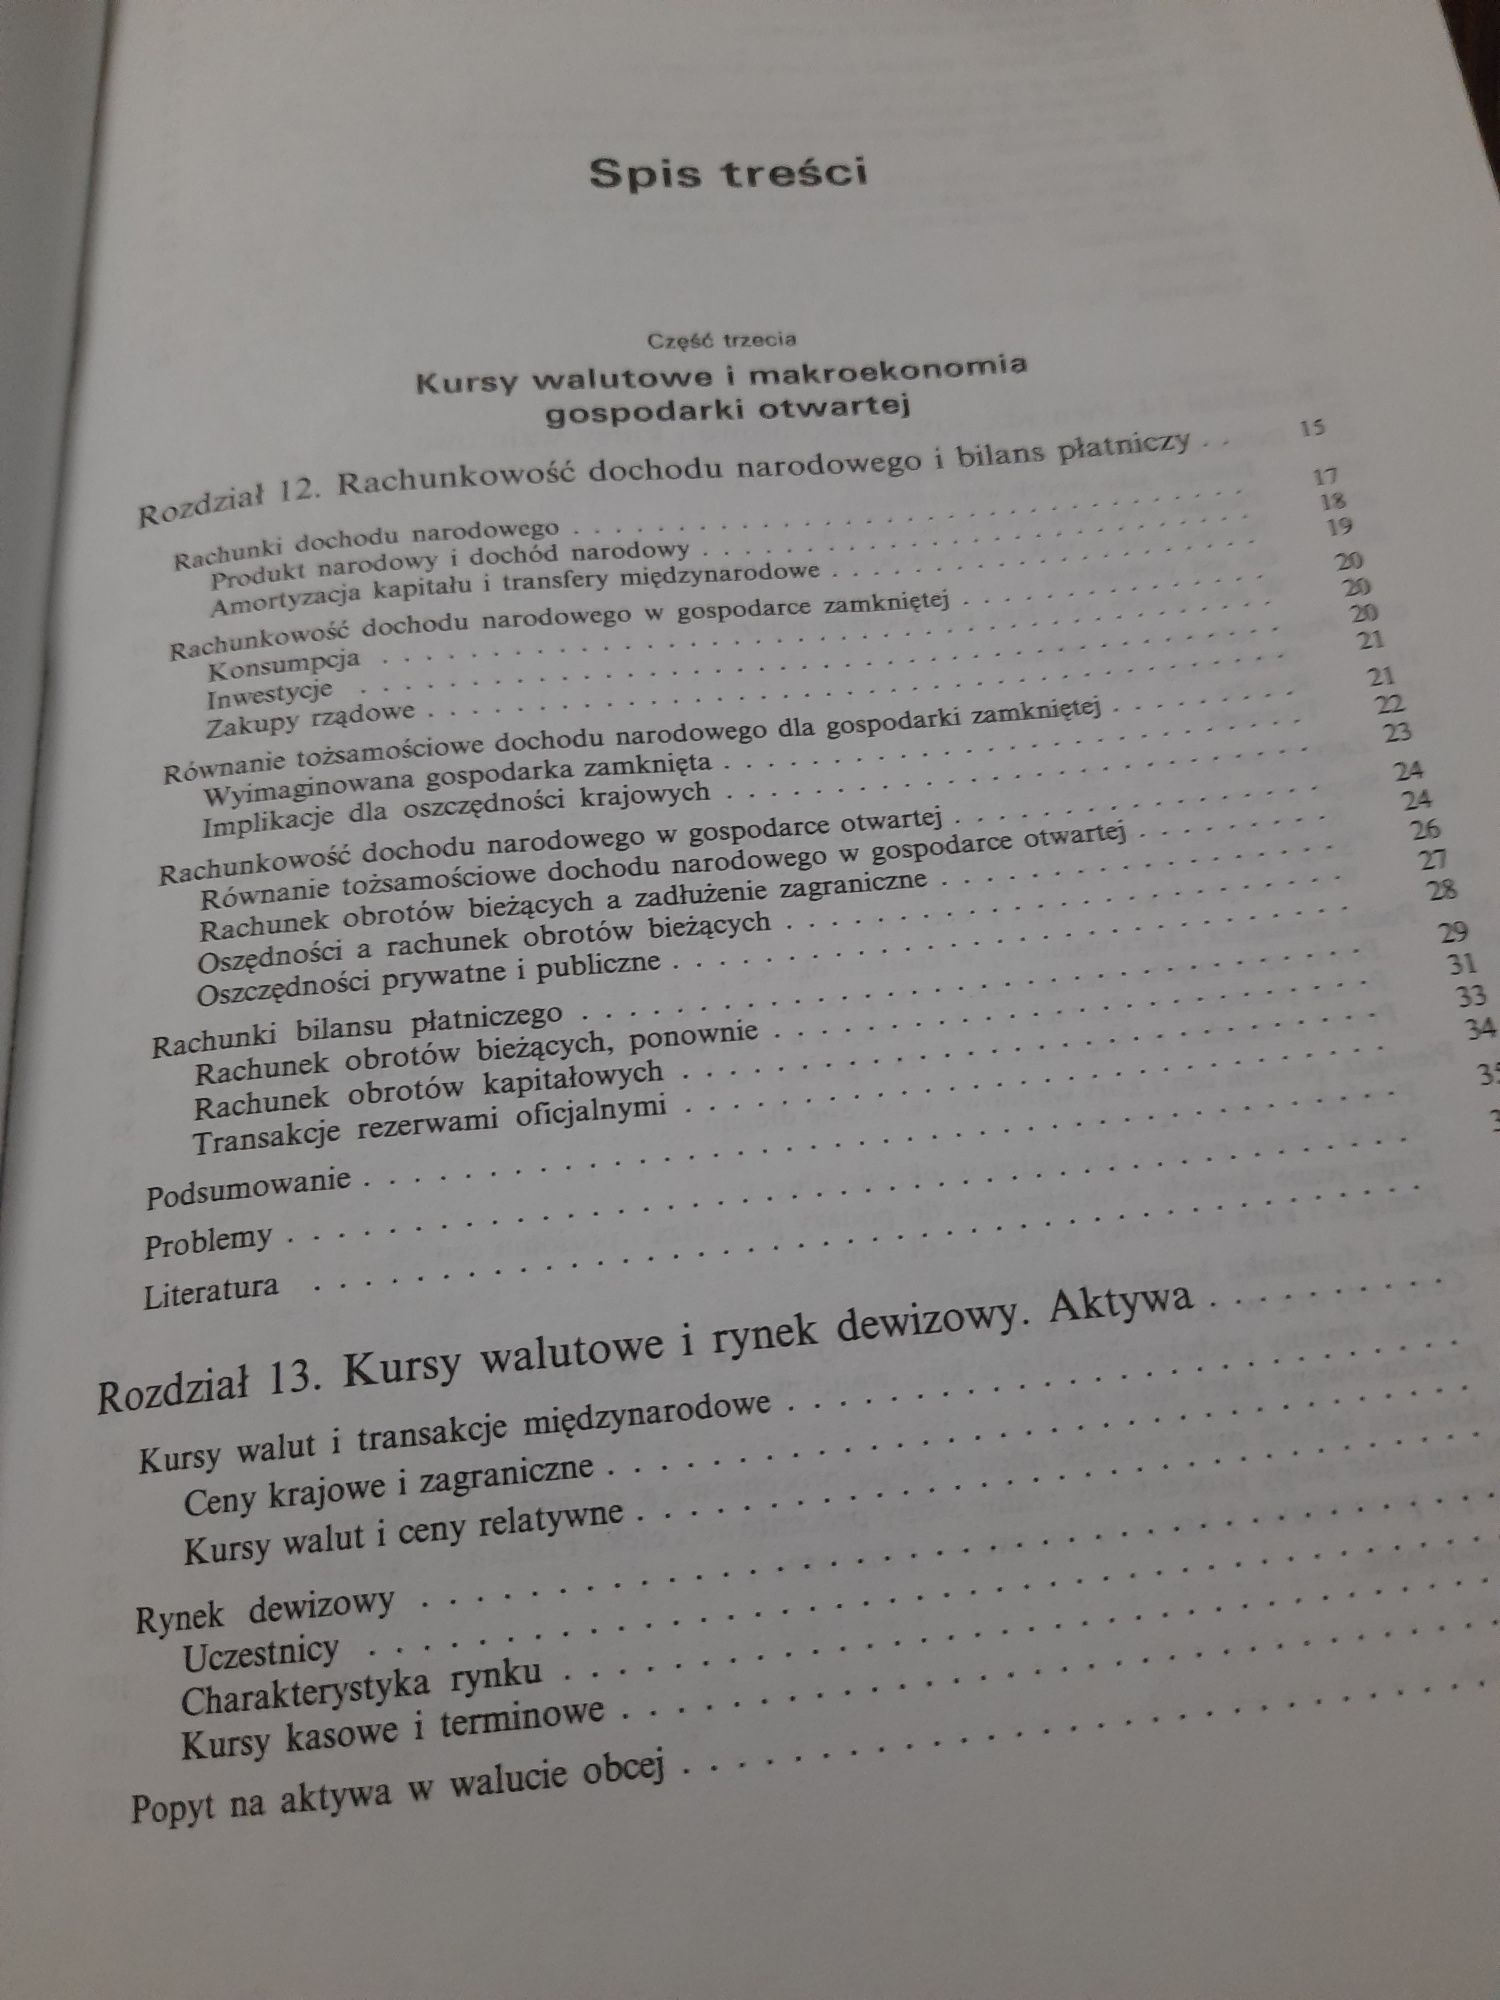 Spis treści
Część trzecia
Kursy walutowe i makroekonomia
gospodarki otwartej
Rozdział 12. Rachunkowość dochodu narodowego i bilans płatniczy . . 15
Rachunki dochodu narodowego . . . 17
Produkt narodowy i dochód narodowy . . . 18
Amortyzacja kapitału i transfery międzynarodowe . . . 19
Rachunkowość dochodu narodowego w gospodarce zamkniętej . . . 20
Konsumpcja . . . 20
Inwestycje . . . 20
Zakupy rządowe . . . 21
Równanie tożsamościowe dochodu narodowego dla gospodarki zamkniętej . . . 21
Wyimaginowana gospodarka zamknięta . . . 22
Implikacje dla oszczędności krajowych . . . 23
Rachunkowość dochodu narodowego w gospodarce otwartej . . . 24
Równanie tożsamościowe dochodu narodowego w gospodarce otwartej . . . 24
Rachunek obrotów bieżących a zadłużenie zagraniczne . . . 26
Oszędności a rachunek obrotów bieżących . . . 27
Oszczędności prywatne i publiczne . . . 28
Rachunki bilansu płatniczego . . . 29
Rachunek obrotów bieżących, ponownie . . . 31
Rachunek obrotów kapitałowych . . . 33
Transakcje rezerwami oficjalnymi . . . 34
Podsumowanie . . .
Problemy . . .
Literatura . . .
Rozdział 13. Kursy walutowe i rynek dewizowy. Aktywa . . .
Kursy walut i transakcje międzynarodowe . . .
Ceny krajowe i zagraniczne . . .
Kursy walut i ceny relatywne . . .
Rynek dewizowy . . .
Uczestnicy . . .
Charakterystyka rynku . . .
Kursy kasowe i terminowe . . .
Popyt na aktywa w walucie obcej . . .